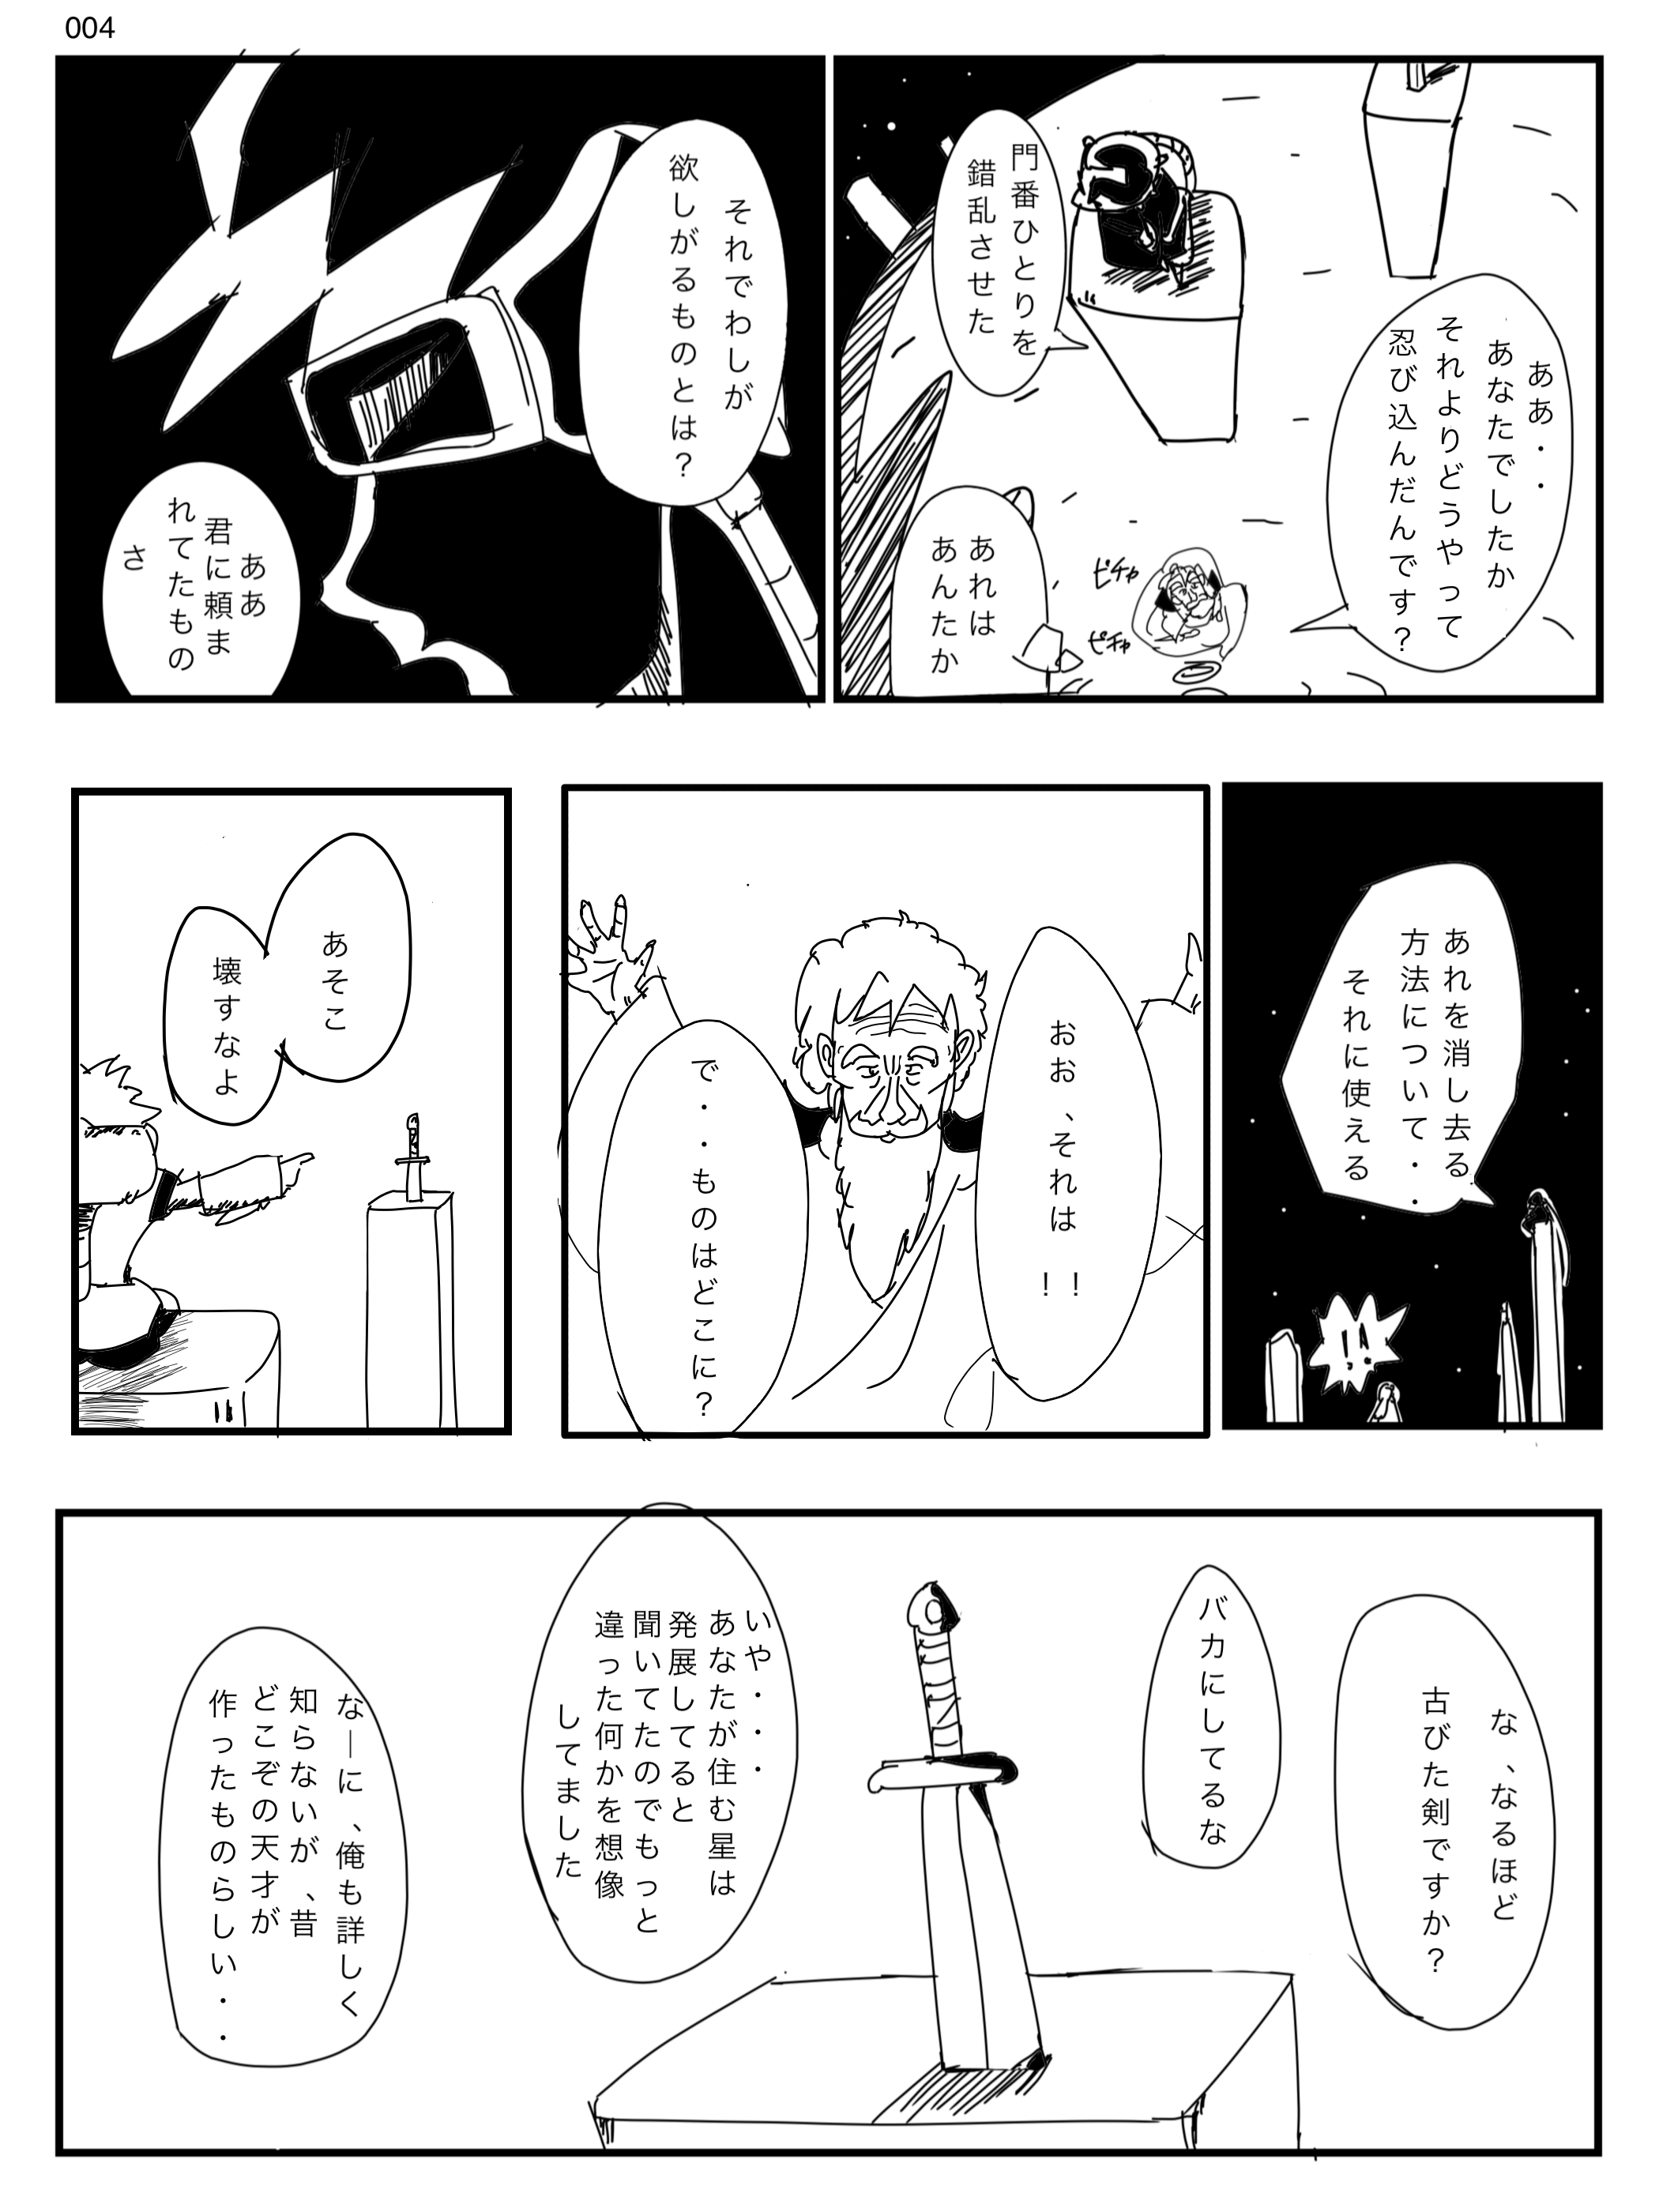 004
ああ・・
あなたでしたか
それよりどうやって
忍び込んだんです?
門番ひとりを
錯乱させた
ピチャ
ピチャ
あれは
あんたか
それでわしが
欲しがるものとは?
ああ
君に頼ま
れてたもの
さ
あれを消し去る
方法について・・
それに使える
!!
おお、それは
!!
で・・ものはどこに?
あそこ
壊すなよ
な、なるほど
古びた剣ですか?
バカにしてるな
いや・・・
あなたが住む星は
発展してると
聞いてたのでもっと
違った何かを想像
してました
なーに、俺も詳しく
知らないが、昔
どこぞの天才が
作ったものらしい・・